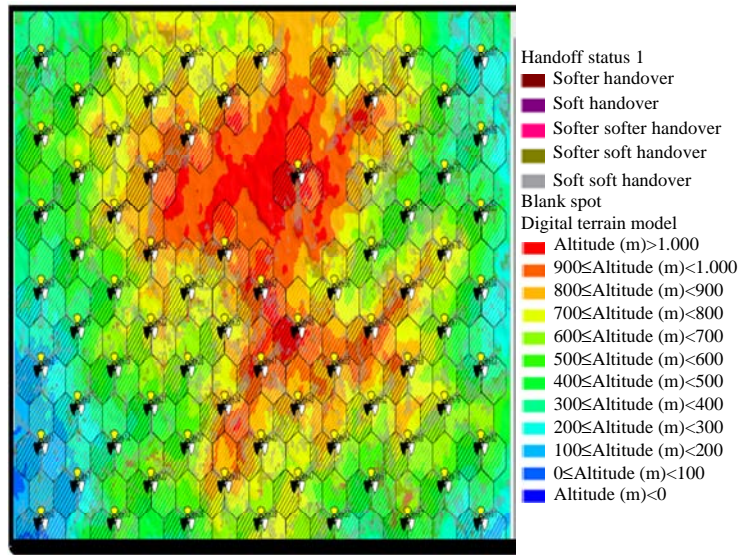 Handoff status 1
Softer handover
Soft handover
Softer softer handover
Softer soft handover
Soft soft handover
Blank spot
Digital terrain model
Altitude (m)>1.000
900≤Altitude (m)<1.000
800≤Altitude (m)<900
700≤Altitude (m)<800
600≤Altitude (m)<700
500≤Altitude (m)<600
400≤Altitude (m)<500
300≤Altitude (m)<400
200≤Altitude (m)<300
100≤Altitude (m)<200
0≤Altitude (m)<100
Altitude (m)<0